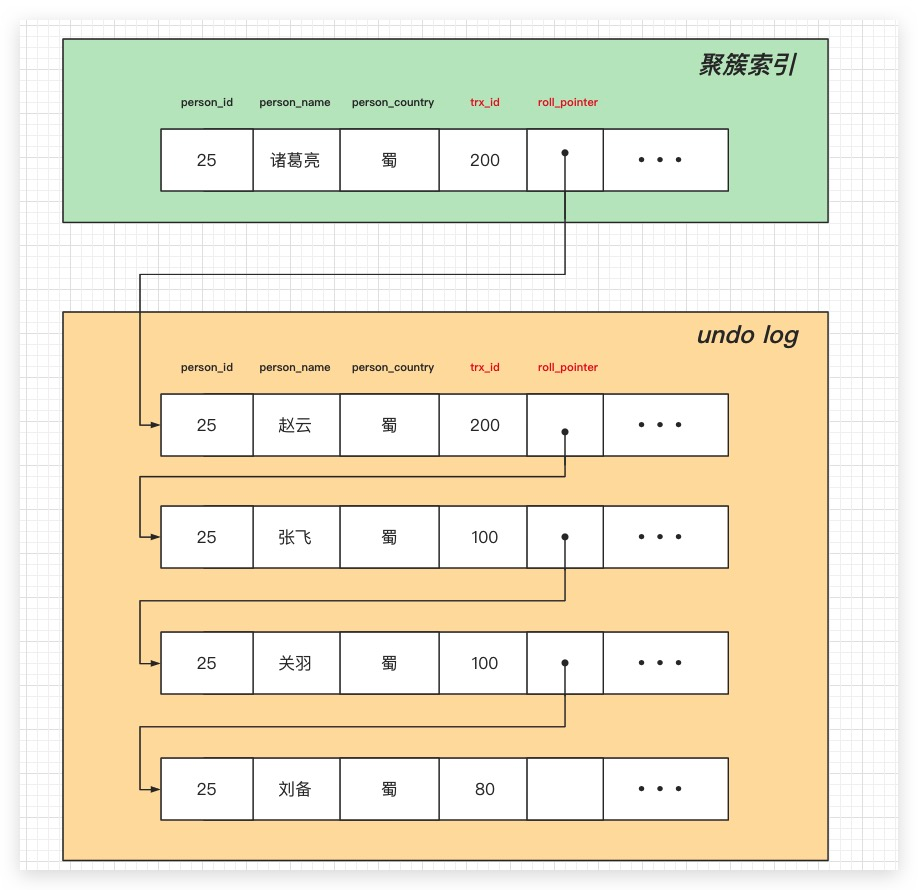 聚簇索引
person_id person_name person_country trx_id roll_pointer
25 诸葛亮 蜀 200 • • •
undo log
person_id person_name person_country trx_id roll_pointer
25 赵云 蜀 200 • • •
25 张飞 蜀 100 • • •
25 关羽 蜀 100 • • •
25 刘备 蜀 80 • • •